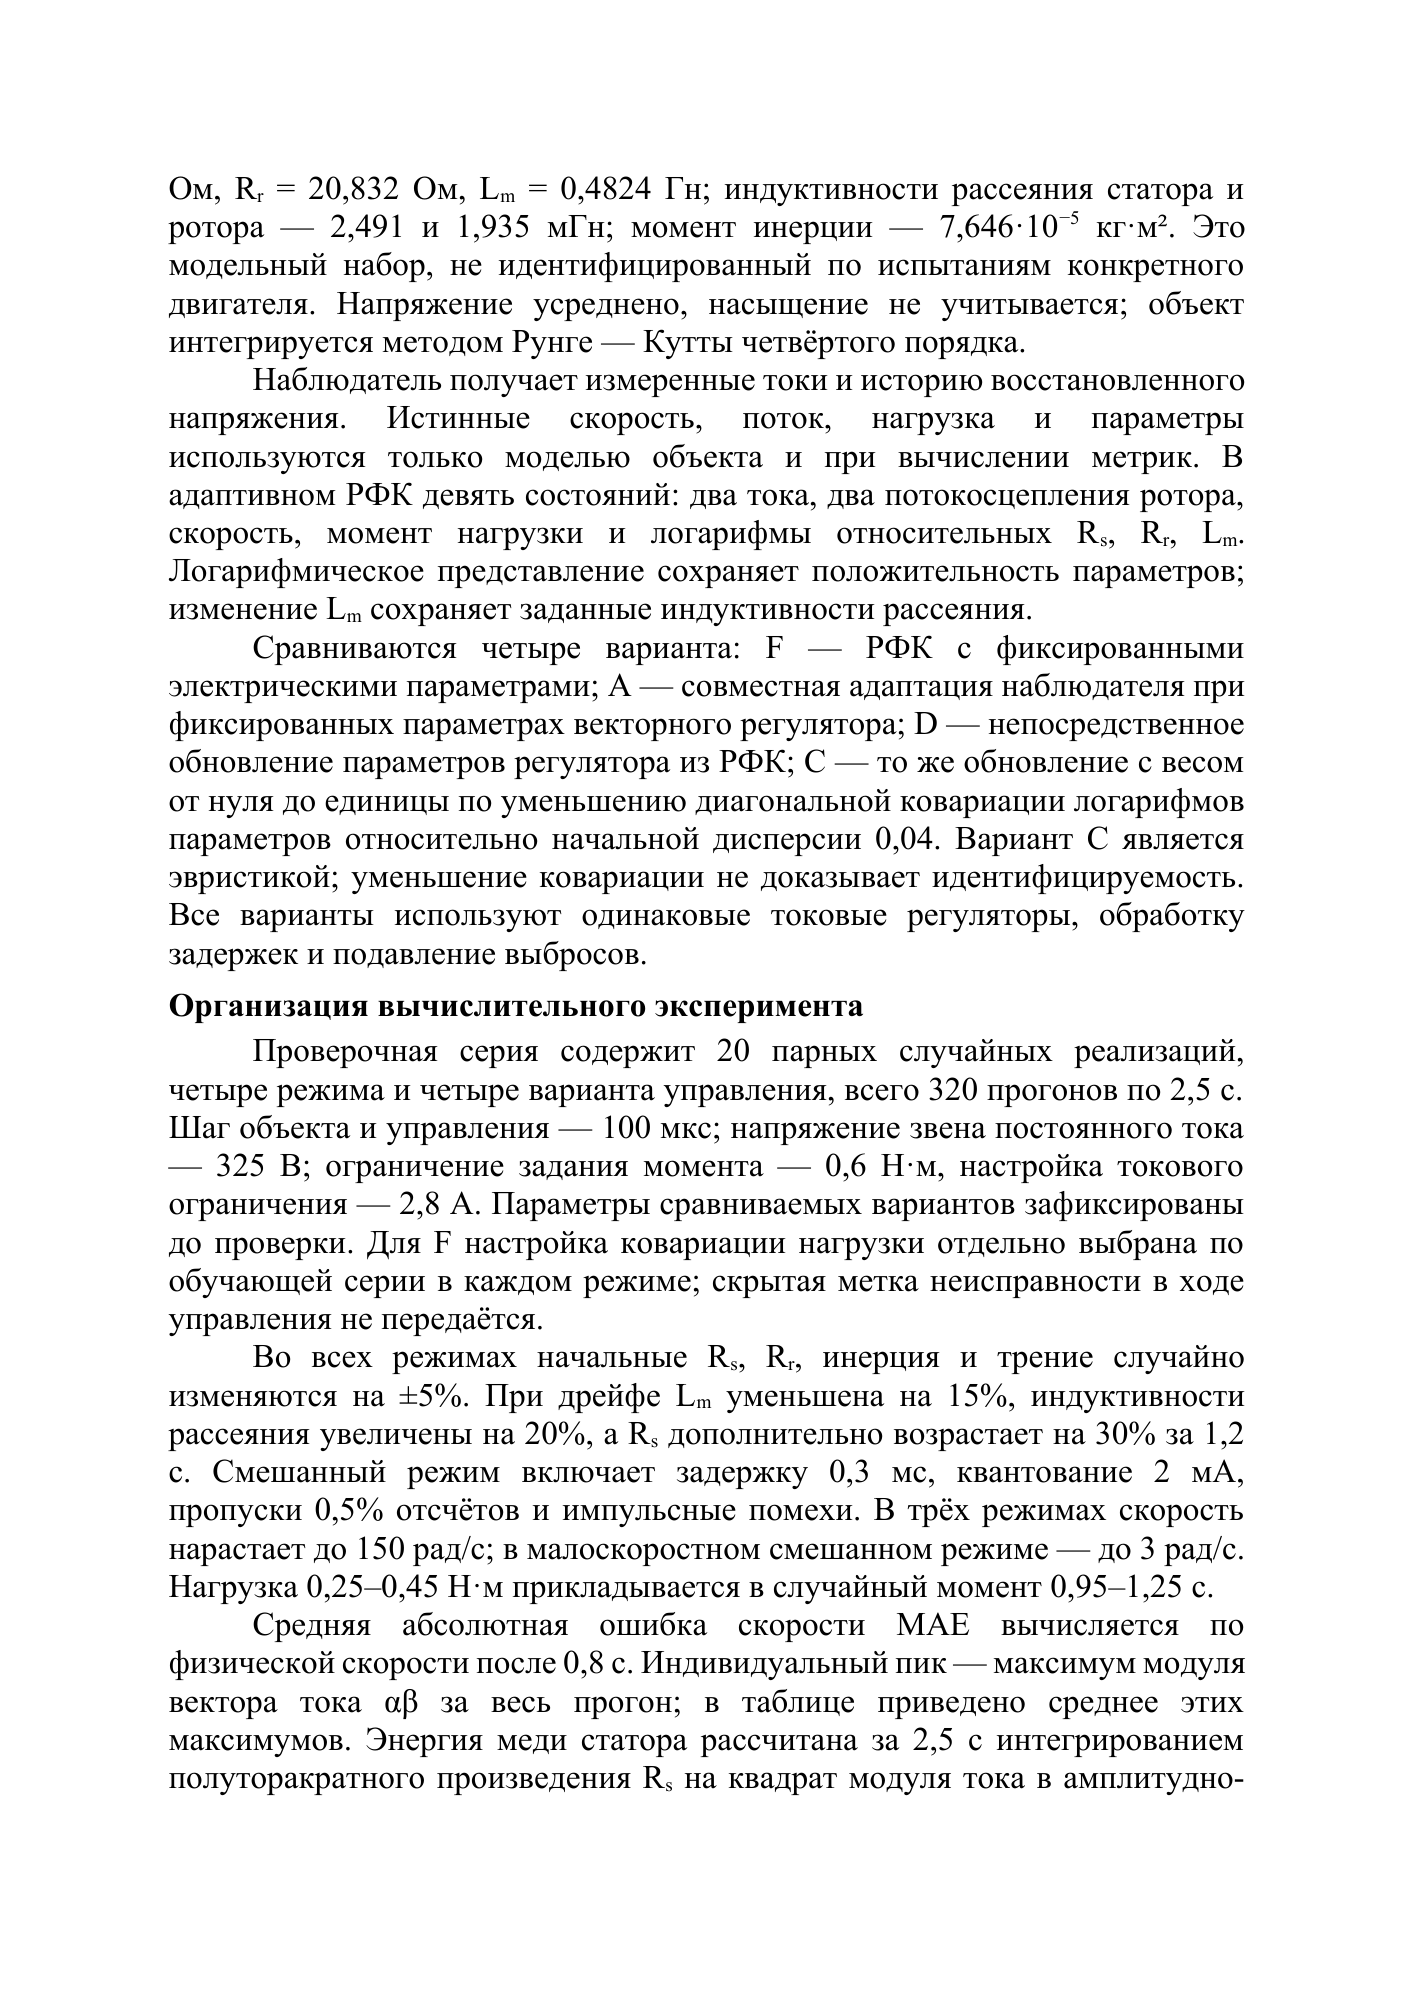 Ом, Rᵣ = 20,832 Ом, Lₘ = 0,4824 Гн; индуктивности рассеяния статора и
ротора — 2,491 и 1,935 мГн; момент инерции — 7,646·10⁻⁵ кг·м². Это
модельный набор, не идентифицированный по испытаниям конкретного
двигателя. Напряжение усреднено, насыщение не учитывается; объект
интегрируется методом Рунге — Кутты четвёртого порядка.
Наблюдатель получает измеренные токи и историю восстановленного
напряжения. Истинные скорость, поток, нагрузка и параметры
используются только моделью объекта и при вычислении метрик. В
адаптивном РФК девять состояний: два тока, два потокосцепления ротора,
скорость, момент нагрузки и логарифмы относительных Rₛ, Rᵣ, Lₘ.
Логарифмическое представление сохраняет положительность параметров;
изменение Lₘ сохраняет заданные индуктивности рассеяния.
Сравниваются четыре варианта: F — РФК с фиксированными
электрическими параметрами; A — совместная адаптация наблюдателя при
фиксированных параметрах векторного регулятора; D — непосредственное
обновление параметров регулятора из РФК; C — то же обновление с весом
от нуля до единицы по уменьшению диагональной ковариации логарифмов
параметров относительно начальной дисперсии 0,04. Вариант C является
эвристикой; уменьшение ковариации не доказывает идентифицируемость.
Все варианты используют одинаковые токовые регуляторы, обработку
задержек и подавление выбросов.
Организация вычислительного эксперимента
Проверочная серия содержит 20 парных случайных реализаций,
четыре режима и четыре варианта управления, всего 320 прогонов по 2,5 с.
Шаг объекта и управления — 100 мкс; напряжение звена постоянного тока
— 325 В; ограничение задания момента — 0,6 Н·м, настройка токового
ограничения — 2,8 А. Параметры сравниваемых вариантов зафиксированы
до проверки. Для F настройка ковариации нагрузки отдельно выбрана по
обучающей серии в каждом режиме; скрытая метка неисправности в ходе
управления не передаётся.
Во всех режимах начальные Rₛ, Rᵣ, инерция и трение случайно
изменяются на ±5%. При дрейфе Lₘ уменьшена на 15%, индуктивности
рассеяния увеличены на 20%, а Rₛ дополнительно возрастает на 30% за 1,2
с. Смешанный режим включает задержку 0,3 мс, квантование 2 мА,
пропуски 0,5% отсчётов и импульсные помехи. В трёх режимах скорость
нарастает до 150 рад/с; в малоскоростном смешанном режиме — до 3 рад/с.
Нагрузка 0,25–0,45 Н·м прикладывается в случайный момент 0,95–1,25 с.
Средняя абсолютная ошибка скорости MAE вычисляется по
физической скорости после 0,8 с. Индивидуальный пик — максимум модуля
вектора тока αβ за весь прогон; в таблице приведено среднее этих
максимумов. Энергия меди статора рассчитана за 2,5 с интегрированием
полуторакратного произведения Rₛ на квадрат модуля тока в амплитудно-